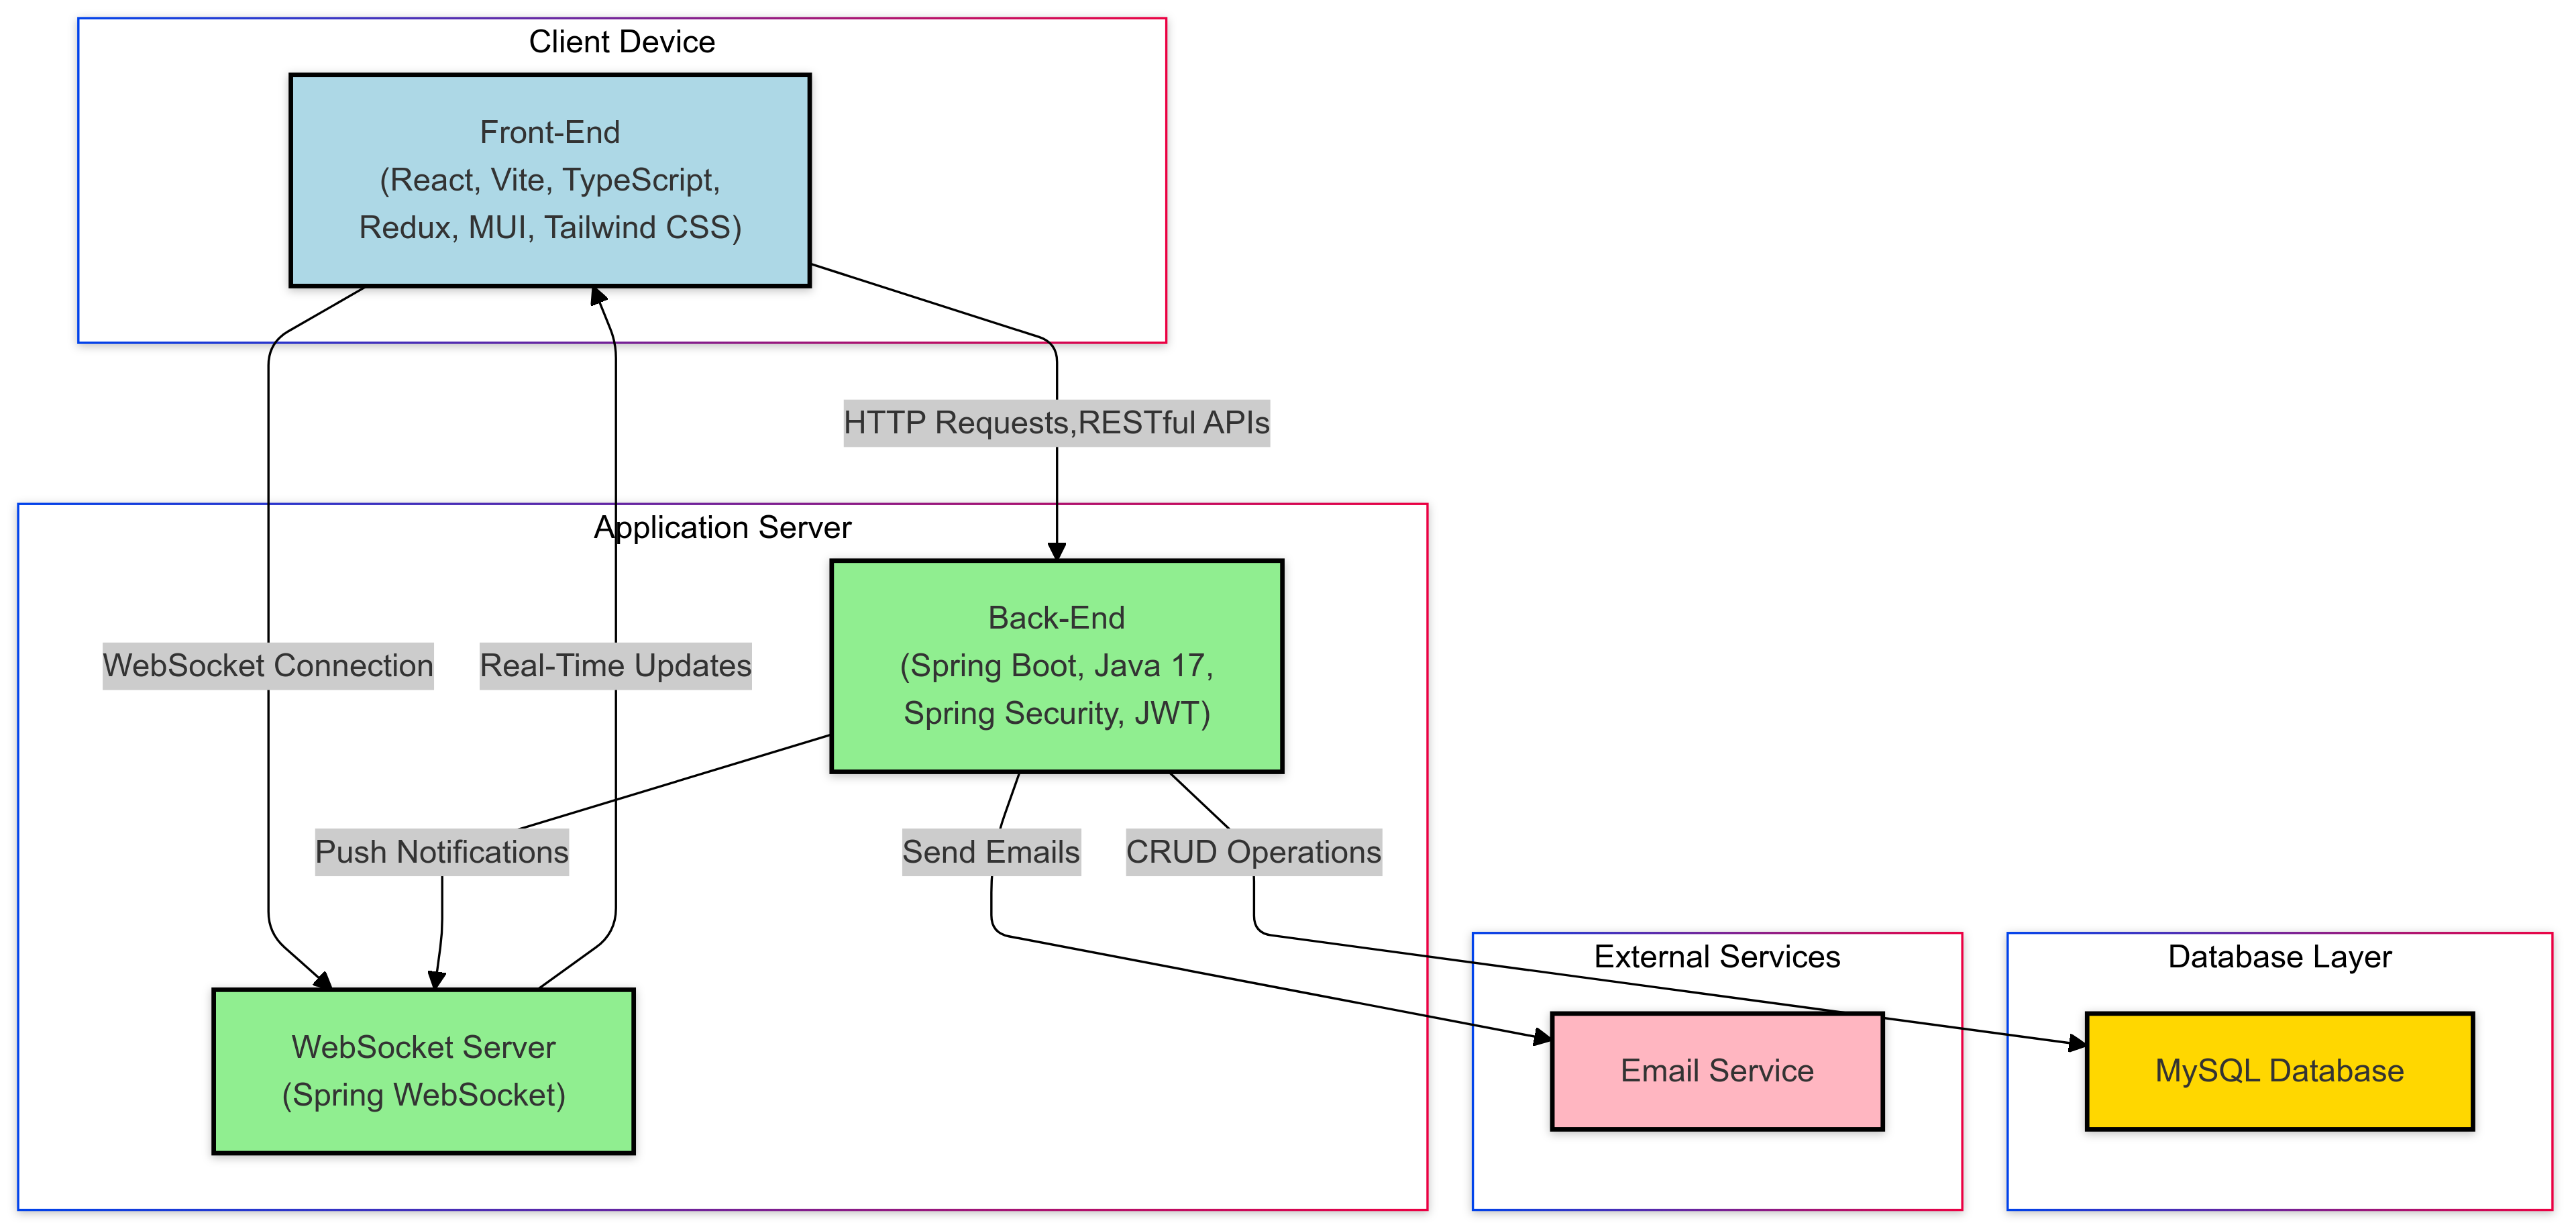 Client Device
Front-End
(React, Vite, TypeScript,
Redux, MUI, Tailwind CSS)
HTTP Requests,RESTful APIs
Application Server
Back-End
(Spring Boot, Java 17,
Spring Security, JWT)
WebSocket Connection
Real-Time Updates
Push Notifications
Send Emails
CRUD Operations
External Services
Database Layer
WebSocket Server
(Spring WebSocket)
Email Service
MySQL Database